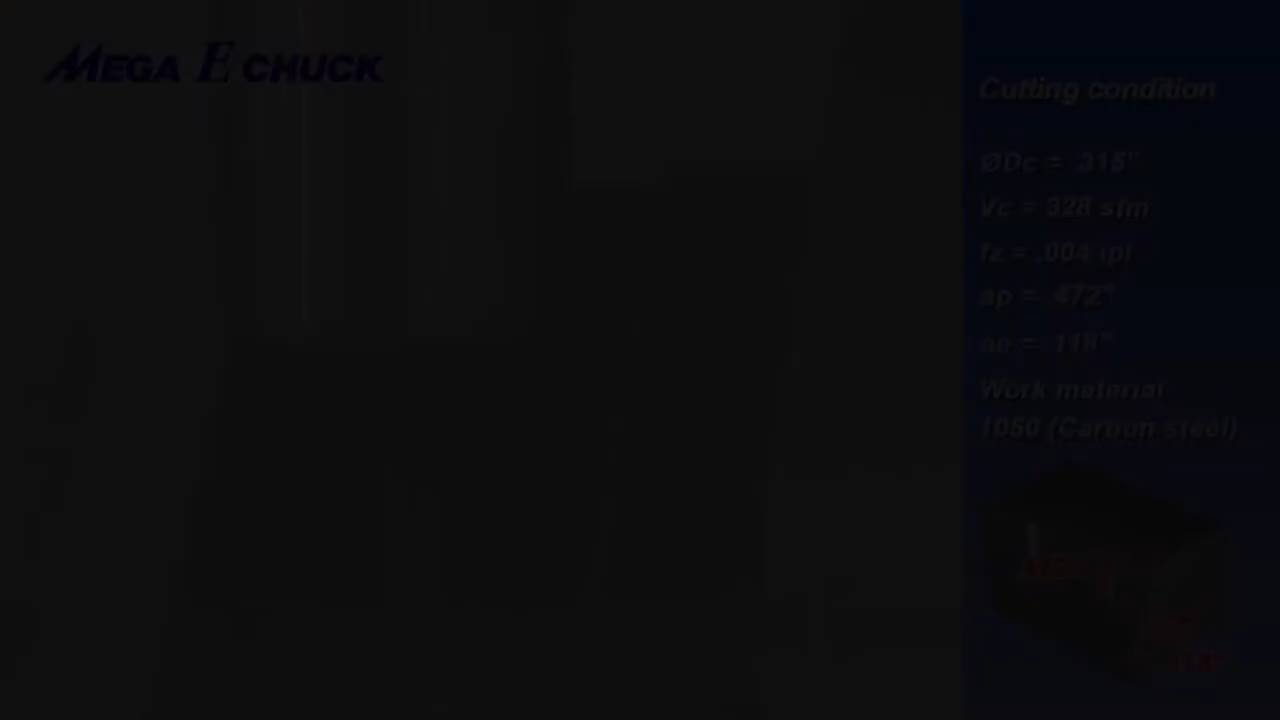 MEGA E CHUCK
Cutting condition
ØDc = .315"
Vc = 328 sfm
fz = .004 ipt
ap = .472"
ae = .118"
Work material
1050 (Carbon steel)